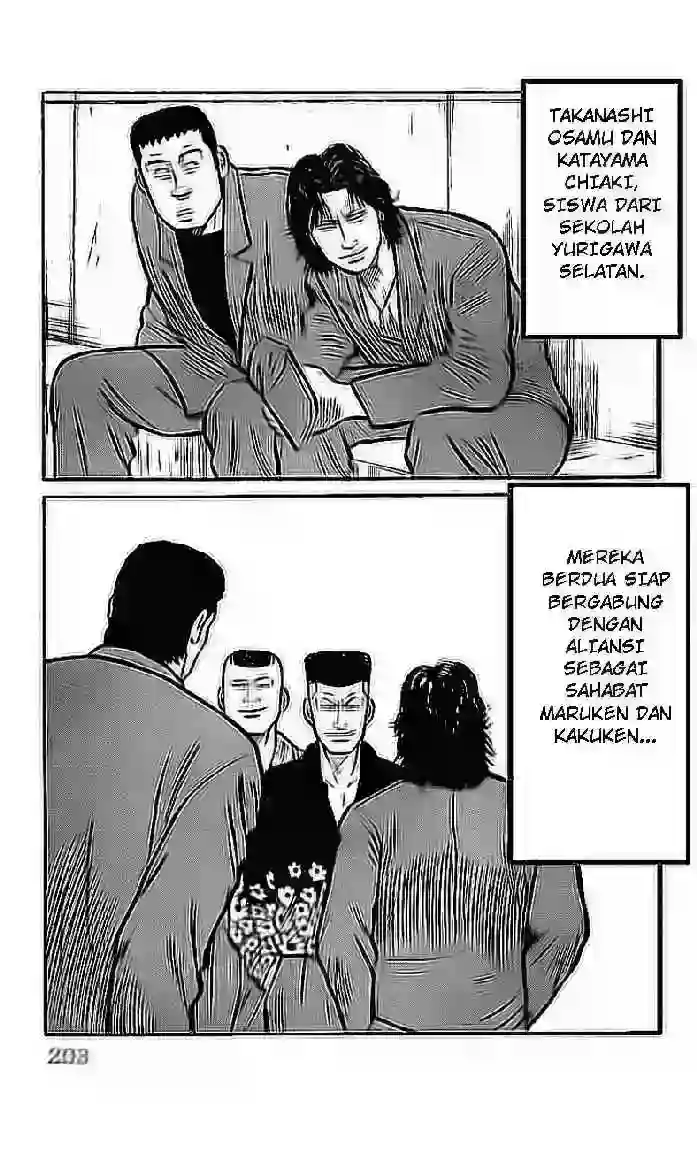 TAKANASHI
OSAMU DAN
KATAYAMA
CHIAKI,
SISWA DARI
SEKOLAH
YURIGAWA
SELATAN.
MEREKA
BERDUA SIAP
BERGABUNG
DENGAN
ALIANSI
SEBAGAI
SAHABAT
MARUKEN DAN
KAKUKEN...
203